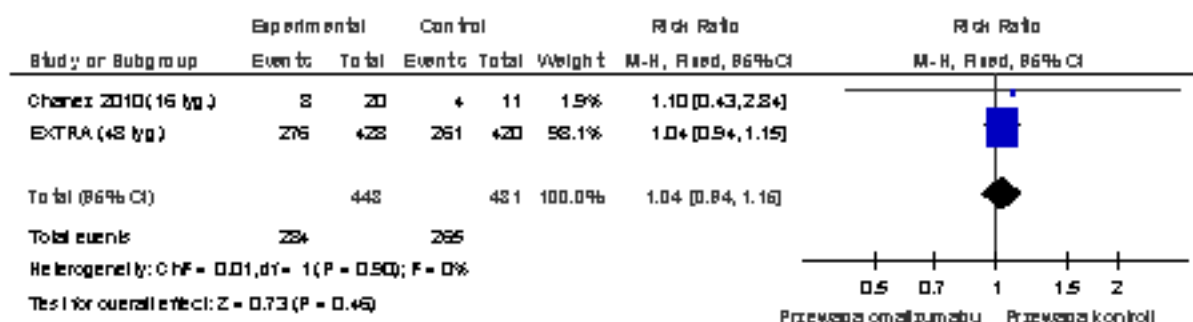 Experimental Control Risk Ratio Risk Ratio
Study or Subgroup Events Total Events Total Weight M-H, Fixed, 95% CI M-H, Fixed, 95% CI
Chanez 2010 (16 tyg.) 8 20 4 11 1.9% 1.10 [0.43, 2.84]
EXTRA (48 tyg.) 276 428 261 420 98.1% 1.04 [0.94, 1.15]
Total (95% CI) 448 431 100.0% 1.04 [0.94, 1.15]
Total events 284 265
Heterogeneity: Chi² = 0.01, df = 1 (P = 0.90); I² = 0%
Test for overall effect: Z = 0.73 (P = 0.46)
0.5 0.7 1 1.5 2
Przewaga omalizumabu Przewaga kontroli